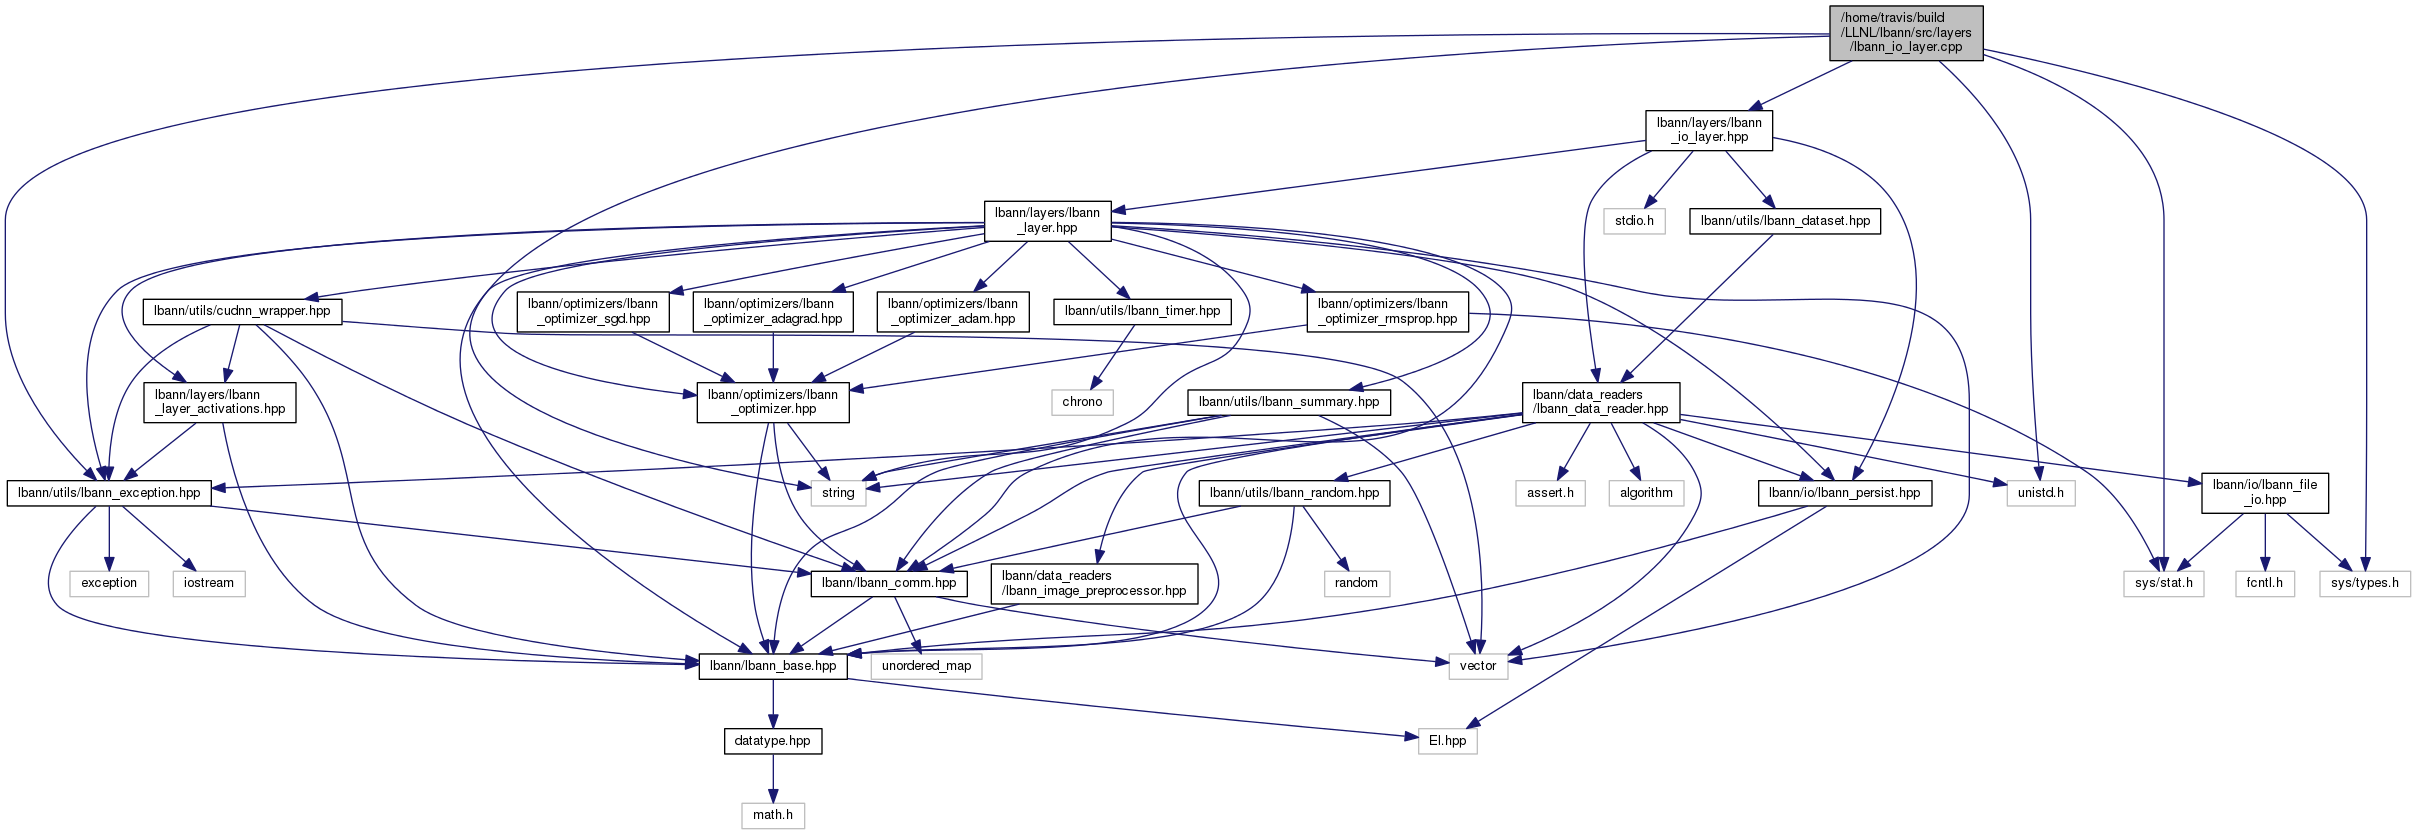 /home/travis/build
/LLNL/lbann/src/layers
/lbann_io_layer.cpp
lbann/layers/lbann
_io_layer.hpp
lbann/layers/lbann
_layer.hpp
stdio.h
lbann/utils/lbann_dataset.hpp
lbann/utils/cudnn_wrapper.hpp
lbann/optimizers/lbann
_optimizer_sgd.hpp
lbann/optimizers/lbann
_optimizer_adagrad.hpp
lbann/optimizers/lbann
_optimizer_adam.hpp
lbann/utils/lbann_timer.hpp
lbann/optimizers/lbann
_optimizer_rmsprop.hpp
lbann/layers/lbann
_layer_activations.hpp
lbann/optimizers/lbann
_optimizer.hpp
chrono
lbann/utils/lbann_summary.hpp
lbann/data_readers
/lbann_data_reader.hpp
lbann/utils/lbann_exception.hpp
string
lbann/utils/lbann_random.hpp
assert.h
algorithm
lbann/io/lbann_persist.hpp
unistd.h
lbann/io/lbann_file
_io.hpp
exception
iostream
lbann/lbann_comm.hpp
lbann/data_readers
/lbann_image_preprocessor.hpp
random
sys/stat.h
fcntl.h
sys/types.h
lbann/lbann_base.hpp
unordered_map
vector
datatype.hpp
El.hpp
math.h